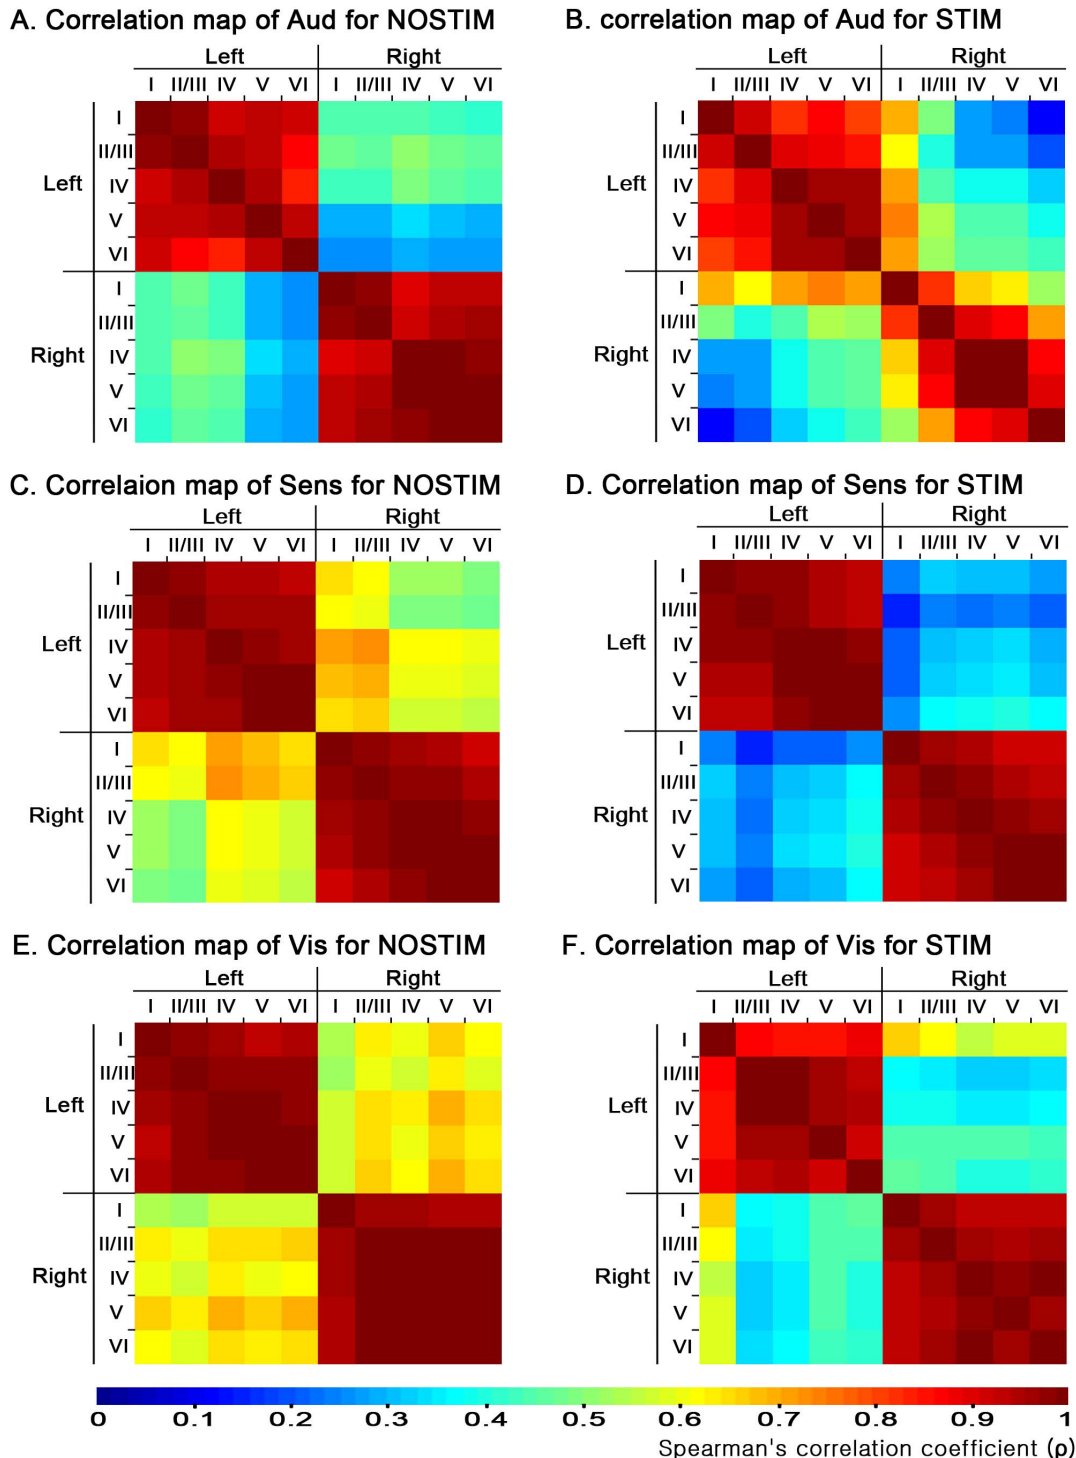 A. Correlation map of Aud for NOSTIM
Left Right
I II/III IV V VI I II/III IV V VI
I
II/III
Left IV
V
VI
I
II/III
Right IV
V
VI
B. correlation map of Aud for STIM
Left Right
I II/III IV V VI I II/III IV V VI
I
II/III
Left IV
V
VI
I
II/III
Right IV
V
VI
C. Correlaion map of Sens for NOSTIM
Left Right
I II/III IV V VI I II/III IV V VI
I
II/III
Left IV
V
VI
I
II/III
Right IV
V
VI
D. Correlation map of Sens for STIM
Left Right
I II/III IV V VI I II/III IV V VI
I
II/III
Left IV
V
VI
I
II/III
Right IV
V
VI
E. Correlation map of Vis for NOSTIM
Left Right
I II/III IV V VI I II/III IV V VI
I
II/III
Left IV
V
VI
I
II/III
Right IV
V
VI
F. Correlation map of Vis for STIM
Left Right
I II/III IV V VI I II/III IV V VI
I
II/III
Left IV
V
VI
I
II/III
Right IV
V
VI
0 0.1 0.2 0.3 0.4 0.5 0.6 0.7 0.8 0.9 1
Spearman's correlation coefficient (ρ)